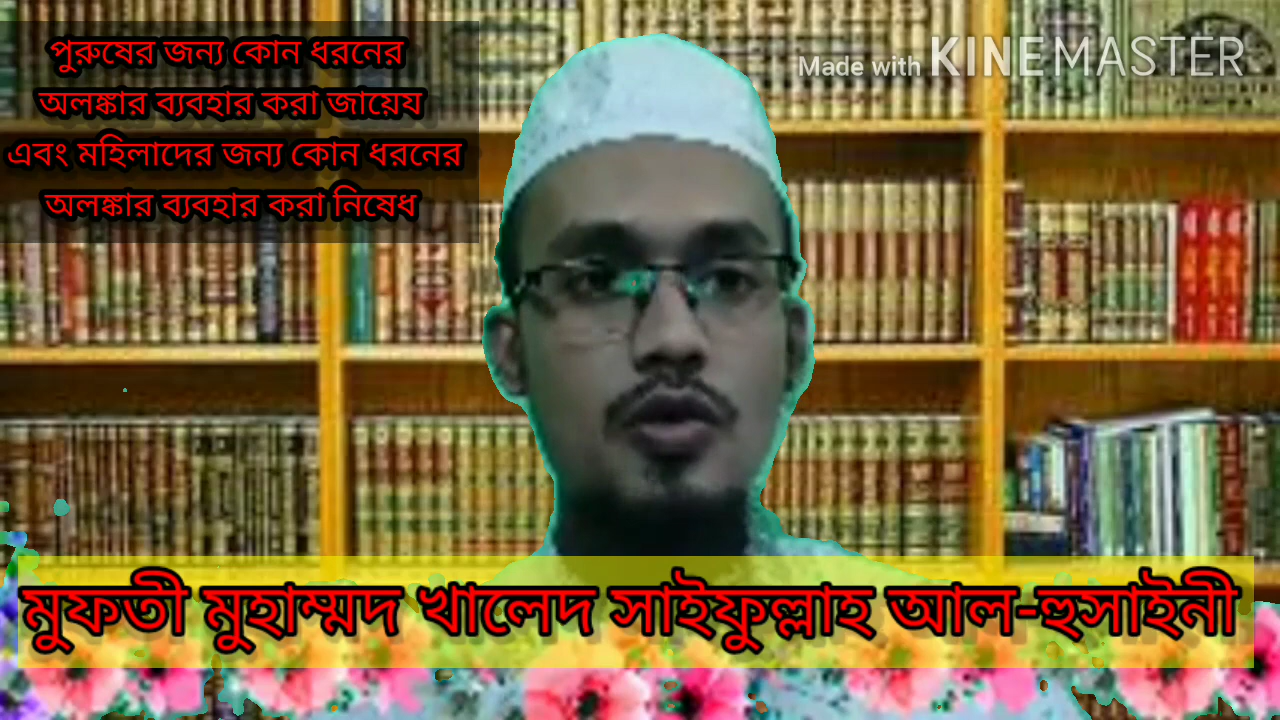 পুরুষের জন্য কোন ধরনের
অলঙ্কার ব্যবহার করা জায়েয
এবং মহিলাদের জন্য কোন ধরনের
অলঙ্কার ব্যবহার করা নিষেধ
Made with KINEMASTER
মুফতী মুহাম্মদ খালেদ সাইফুল্লাহ আল-হুসাইনী